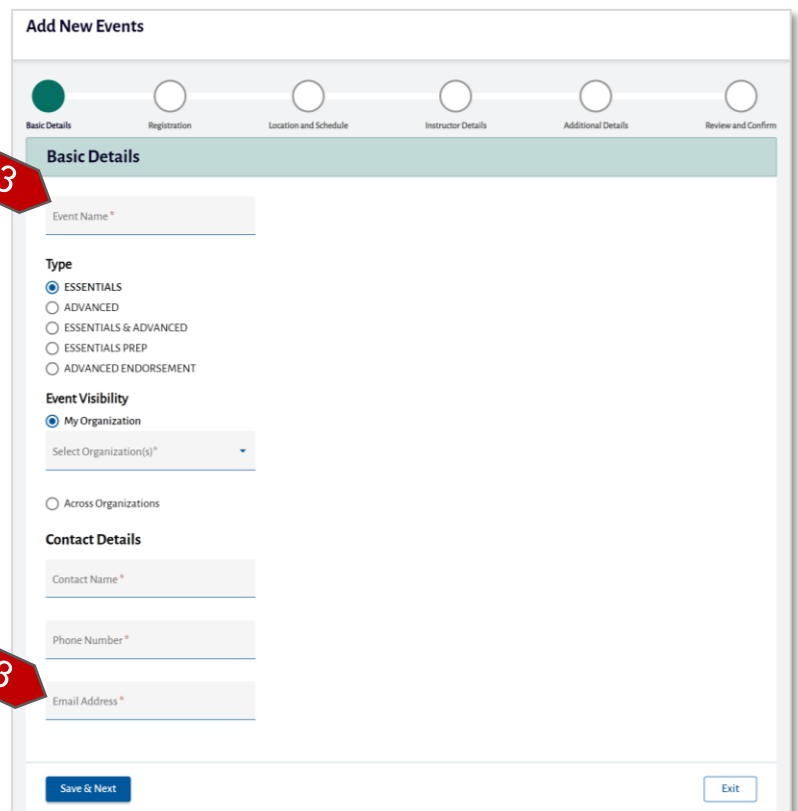 Add New Events
Basic Details Registration Location and Schedule Instructor Details Additional Details Review and Confirm
Basic Details
3
Event Name *
Type
ESSENTIALS
ADVANCED
ESSENTIALS & ADVANCED
ESSENTIALS PREP
ADVANCED ENDORSEMENT
Event Visibility
My Organization
Select Organization(s)*
Across Organizations
Contact Details
Contact Name *
Phone Number *
3
Email Address *
Save & Next Exit